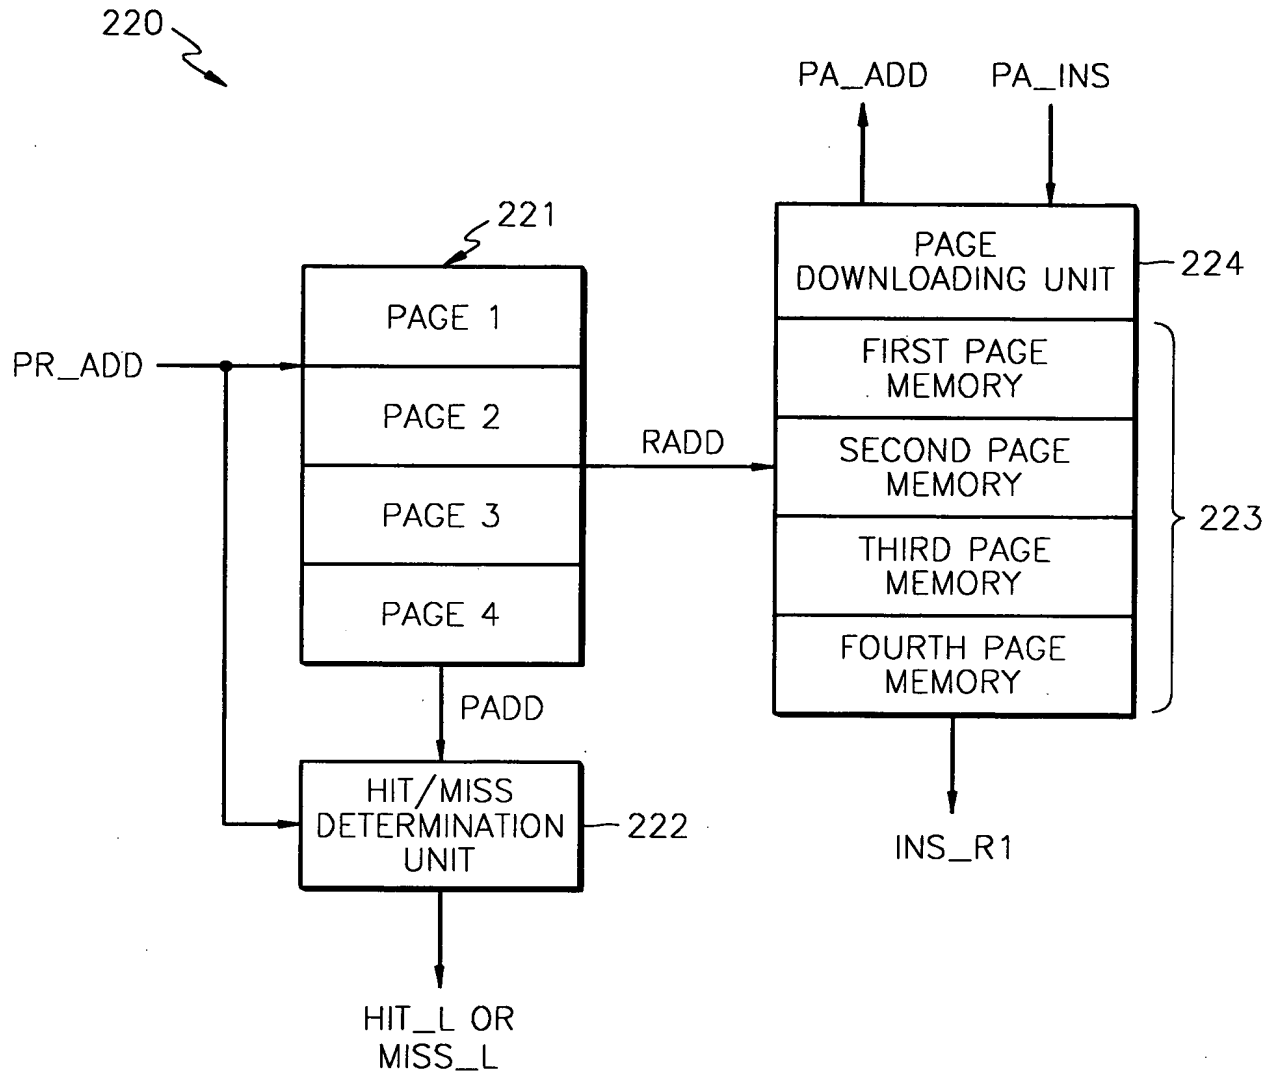 220
PA_ADD
PA_INS
221
PAGE
DOWNLOADING UNIT
224
PAGE 1
PR_ADD
FIRST PAGE
MEMORY
PAGE 2
RADD
SECOND PAGE
MEMORY
PAGE 3
223
THIRD PAGE
MEMORY
PAGE 4
FOURTH PAGE
MEMORY
PADD
HIT/MISS
DETERMINATION
UNIT
222
INS_R1
HIT_L OR
MISS_L